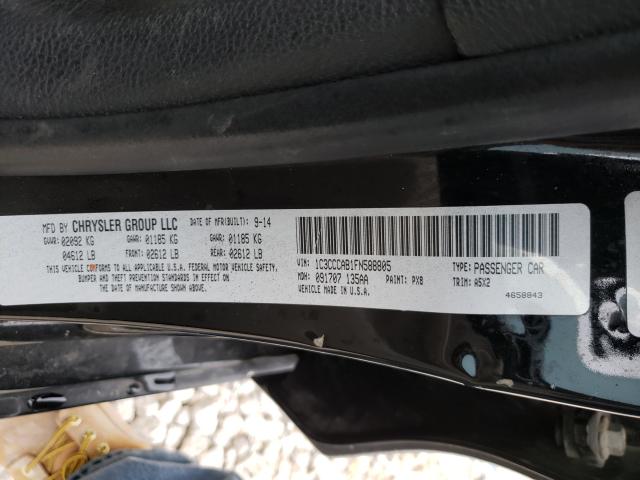 MFD BY CHRYSLER GROUP LLC DATE OF MFR(BUILT): 9-14
GVWR: 02092 KG GAWR: 01185 KG GAWR: 01185 KG
04612 LB FRONT: 02612 LB REAR: 02612 LB
THIS VEHICLE CONFORMS TO ALL APPLICABLE U.S.A. FEDERAL MOTOR VEHICLE SAFETY,
BUMPER AND THEFT PREVENTION STANDARDS IN EFFECT ON
THE DATE OF MANUFACTURE SHOWN ABOVE.
VIN: 1C3CCCAB1FN588805 TYPE: PASSENGER CAR
MDH: 091707 135AA PAINT: PX8 TRIM: A5X2
VEHICLE MADE IN U.S.A. 4658843